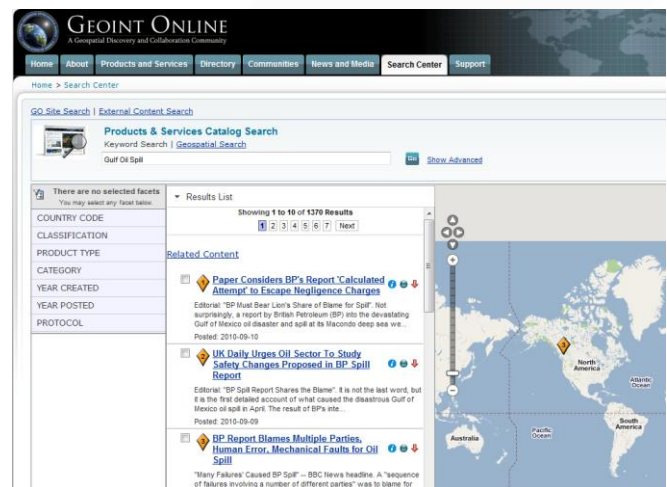 GEOINT ONLINE
A Geospatial Discovery and Collaboration Community
Home About Products and Services Directory Communities News and Media Search Center Support
Home > Search Center
GO Site Search | External Content Search
Products & Services Catalog Search
Keyword Search | Geospatial Search
Gulf Oil Spill Go Show Advanced
There are no selected facets
You may select any facet below.
COUNTRY CODE
CLASSIFICATION
PRODUCT TYPE
CATEGORY
YEAR CREATED
YEAR POSTED
PROTOCOL
Results List
Showing 1 to 10 of 1370 Results
1 2 3 4 5 6 7 Next
Related Content
1 Paper Considers BP's Report 'Calculated
Attempt' to Escape Negligence Charges
Editorial: "BP Must Bear Lion's Share of Blame for Spill". Not
surprisingly, a report by British Petroleum (BP) into the devastating
Gulf of Mexico oil disaster and spill at its Macondo deep sea we...
Posted: 2010-09-10
2 UK Daily Urges Oil Sector To Study
Safety Changes Proposed in BP Spill
Report
Editorial: "BP Spill Report Shares the Blame". It is not the last word, but
it is the first detailed account of what caused the disastrous Gulf of
Mexico oil spill in April. The result of BP's inte...
Posted: 2010-09-09
3 BP Report Blames Multiple Parties,
Human Error, Mechanical Faults for Oil
Spill
"'Many Failures' Caused BP Spill" -- BBC News headline. A "sequence
of failures involving a number of different parties" was to blame for
3
North
America
Atlantic
Ocean
Pacific
Ocean
South
America
Australia